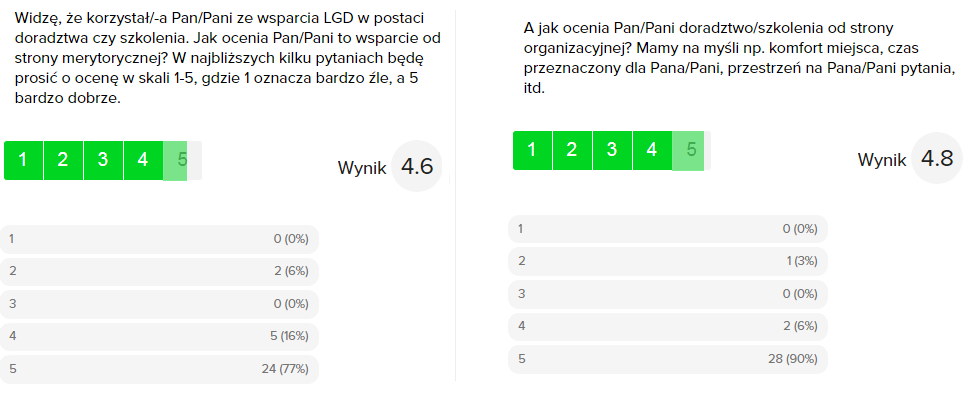 Widzę, że korzystał/-a Pan/Pani ze wsparcia LGD w postaci
doradztwa czy szkolenia. Jak ocenia Pan/Pani to wsparcie od
strony merytorycznej? W najbliższych kilku pytaniach będę
prosić o ocenę w skali 1-5, gdzie 1 oznacza bardzo źle, a 5
bardzo dobrze.
1 2 3 4 5
Wynik 4.6
1 0 (0%)
2 2 (6%)
3 0 (0%)
4 5 (16%)
5 24 (77%)
A jak ocenia Pan/Pani doradztwo/szkolenia od strony
organizacyjnej? Mamy na myśli np. komfort miejsca, czas
przeznaczony dla Pana/Pani, przestrzeń na Pana/Pani pytania,
itd.
1 2 3 4 5
Wynik 4.8
1 0 (0%)
2 1 (3%)
3 0 (0%)
4 2 (6%)
5 28 (90%)